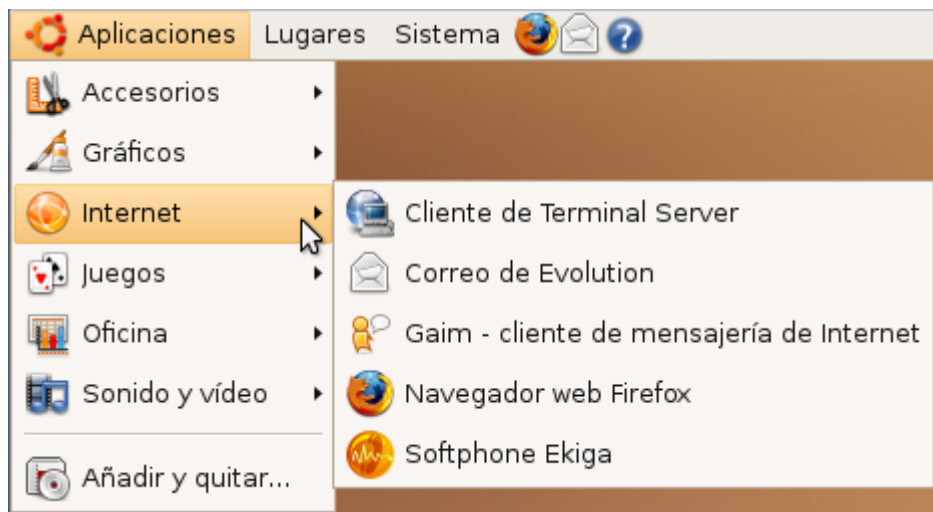 Aplicaciones Lugares Sistema
Accesorios
Gráficos
Internet
Juegos
Oficina
Sonido y vídeo
Añadir y quitar...
Cliente de Terminal Server
Correo de Evolution
Gaim - cliente de mensajería de Internet
Navegador web Firefox
Softphone Ekiga